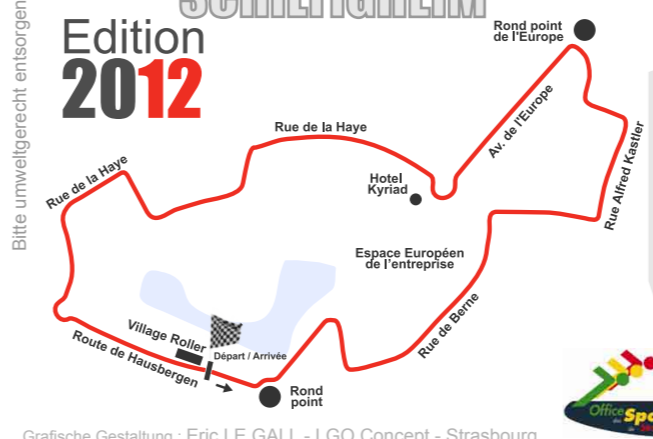 SCHILTIGHEIM
Edition
2012
Bitte umweltgerecht entsorgen
Rond point
de l'Europe
Av. de l'Europe
Rue de la Haye
Rue de la Haye
Hotel
Kyriad
Rue Alfred Kastler
Espace Européen
de l'entreprise
Rue de Berne
Village Roller
Départ / Arrivée
Route de Hausbergen
Rond
point
Office
des
Grafische Gestaltung : Eric LE GALL - LGO Concept - Strasbourg